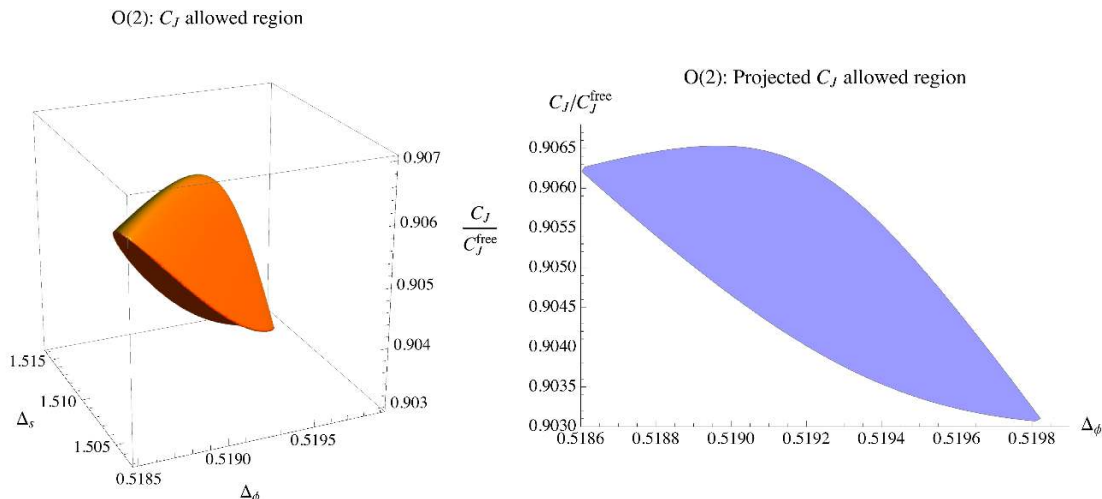 O(2): C_J allowed region
0.907
0.906
0.905
0.904
0.903
C_J
C_J^free
1.515
1.510
1.505
Δ_s
0.5185
0.5190
0.5195
Δ_ϕ
O(2): Projected C_J allowed region
C_J/C_J^free
0.9065
0.9060
0.9055
0.9050
0.9045
0.9040
0.9035
0.9030
0.5186 0.5188 0.5190 0.5192 0.5194 0.5196 0.5198
Δ_ϕ